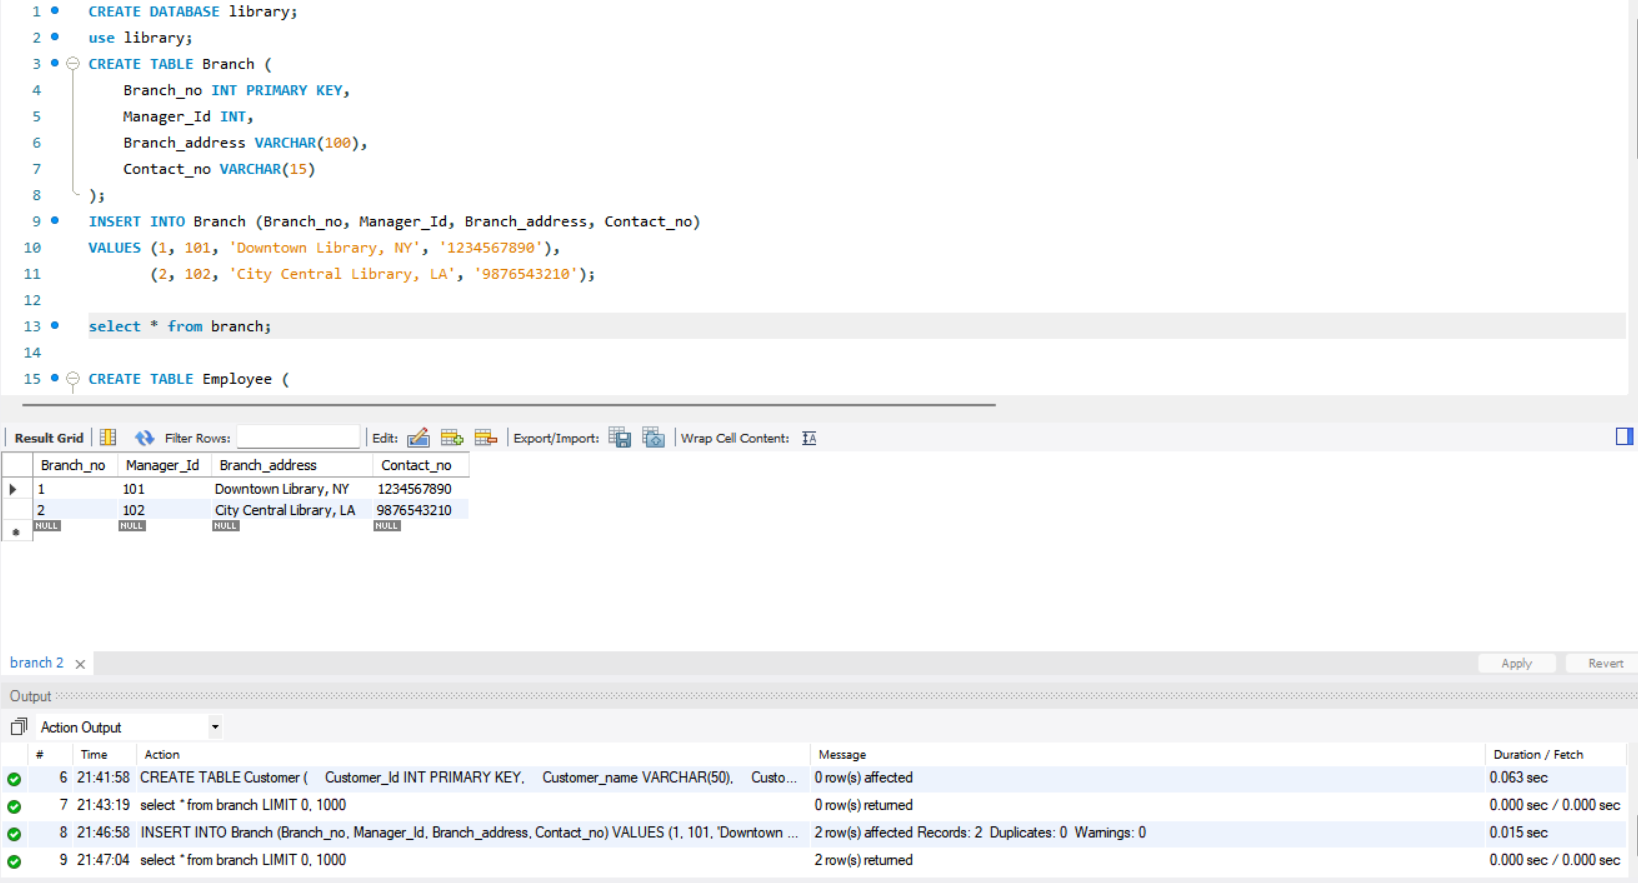 1 CREATE DATABASE library;
2 use library;
3 CREATE TABLE Branch (
4 Branch_no INT PRIMARY KEY,
5 Manager_Id INT,
6 Branch_address VARCHAR(100),
7 Contact_no VARCHAR(15)
8 );
9 INSERT INTO Branch (Branch_no, Manager_Id, Branch_address, Contact_no)
10 VALUES (1, 101, 'Downtown Library, NY', '1234567890'),
11 (2, 102, 'City Central Library, LA', '9876543210');
12
13 select * from branch;
14
15 CREATE TABLE Employee (
Result Grid Filter Rows: Edit: Export/Import: Wrap Cell Content: IA
Branch_no Manager_Id Branch_address Contact_no
1 101 Downtown Library, NY 1234567890
2 102 City Central Library, LA 9876543210
NULL NULL NULL NULL
branch 2 Apply Revert
Output
Action Output
# Time Action Message Duration / Fetch
6 21:41:58 CREATE TABLE Customer ( Customer_Id INT PRIMARY KEY, Customer_name VARCHAR(50), Custo... 0 row(s) affected 0.063 sec
7 21:43:19 select * from branch LIMIT 0, 1000 0 row(s) returned 0.000 sec / 0.000 sec
8 21:46:58 INSERT INTO Branch (Branch_no, Manager_Id, Branch_address, Contact_no) VALUES (1, 101, 'Downtown ... 2 row(s) affected Records: 2 Duplicates: 0 Warnings: 0 0.015 sec
9 21:47:04 select * from branch LIMIT 0, 1000 2 row(s) returned 0.000 sec / 0.000 sec